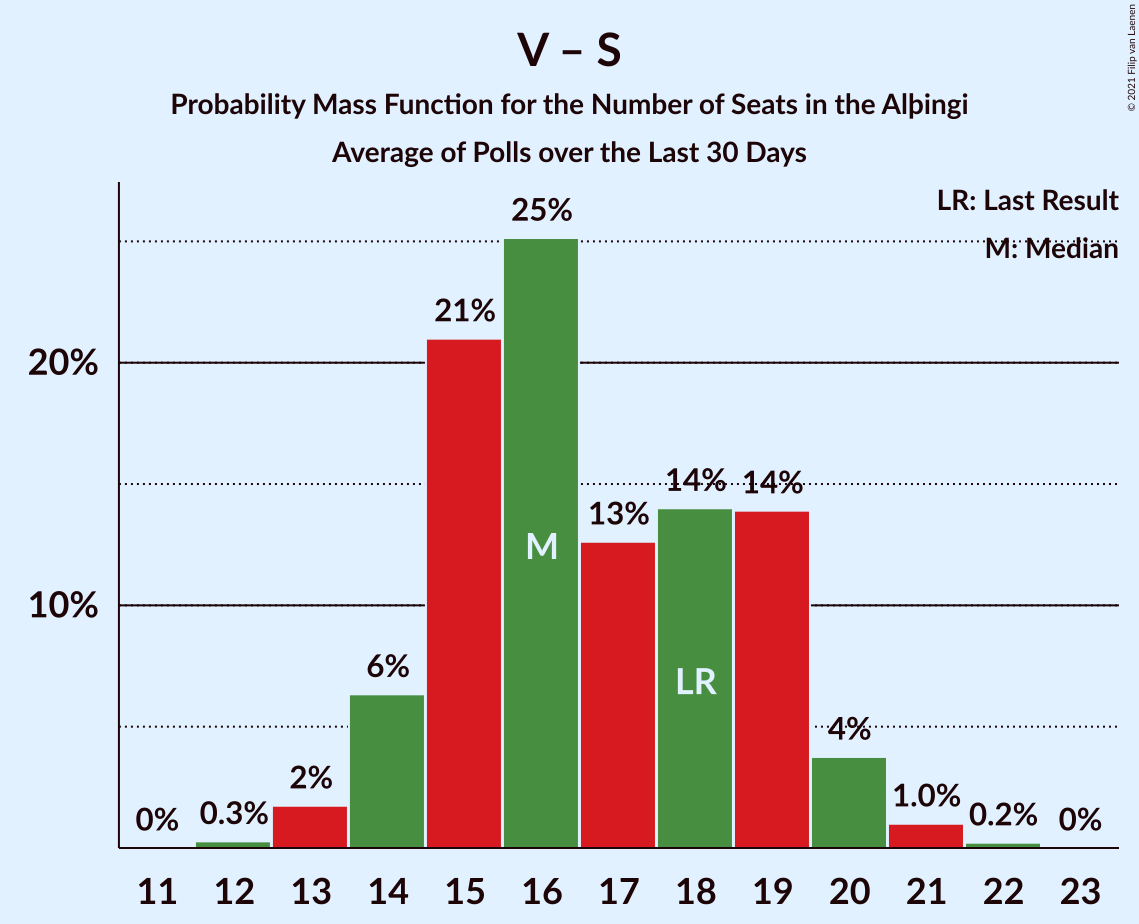 V – S
Probability Mass Function for the Number of Seats in the Alþingi
Average of Polls over the Last 30 Days
© 2021 Filip van Laenen
LR: Last Result
M: Median
25%
21%
20%
14% 14%
13%
M
10%
6%
LR
4%
2%
1.0%
0% 0.3% 0.2% 0%
11 12 13 14 15 16 17 18 19 20 21 22 23